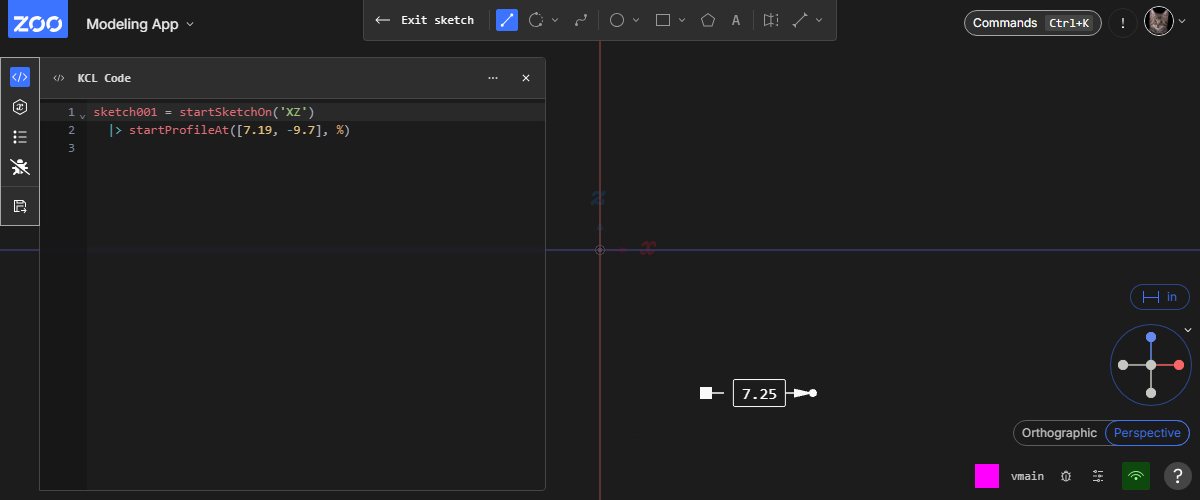 ZOO
Modeling App
Exit sketch
A
Commands Ctrl+K
!
</> KCL Code
1 sketch001 = startSketchOn('XZ')
2 |> startProfileAt([7.19, -9.7], %)
3
z
x
in
7.25
Orthographic Perspective
vmain
?